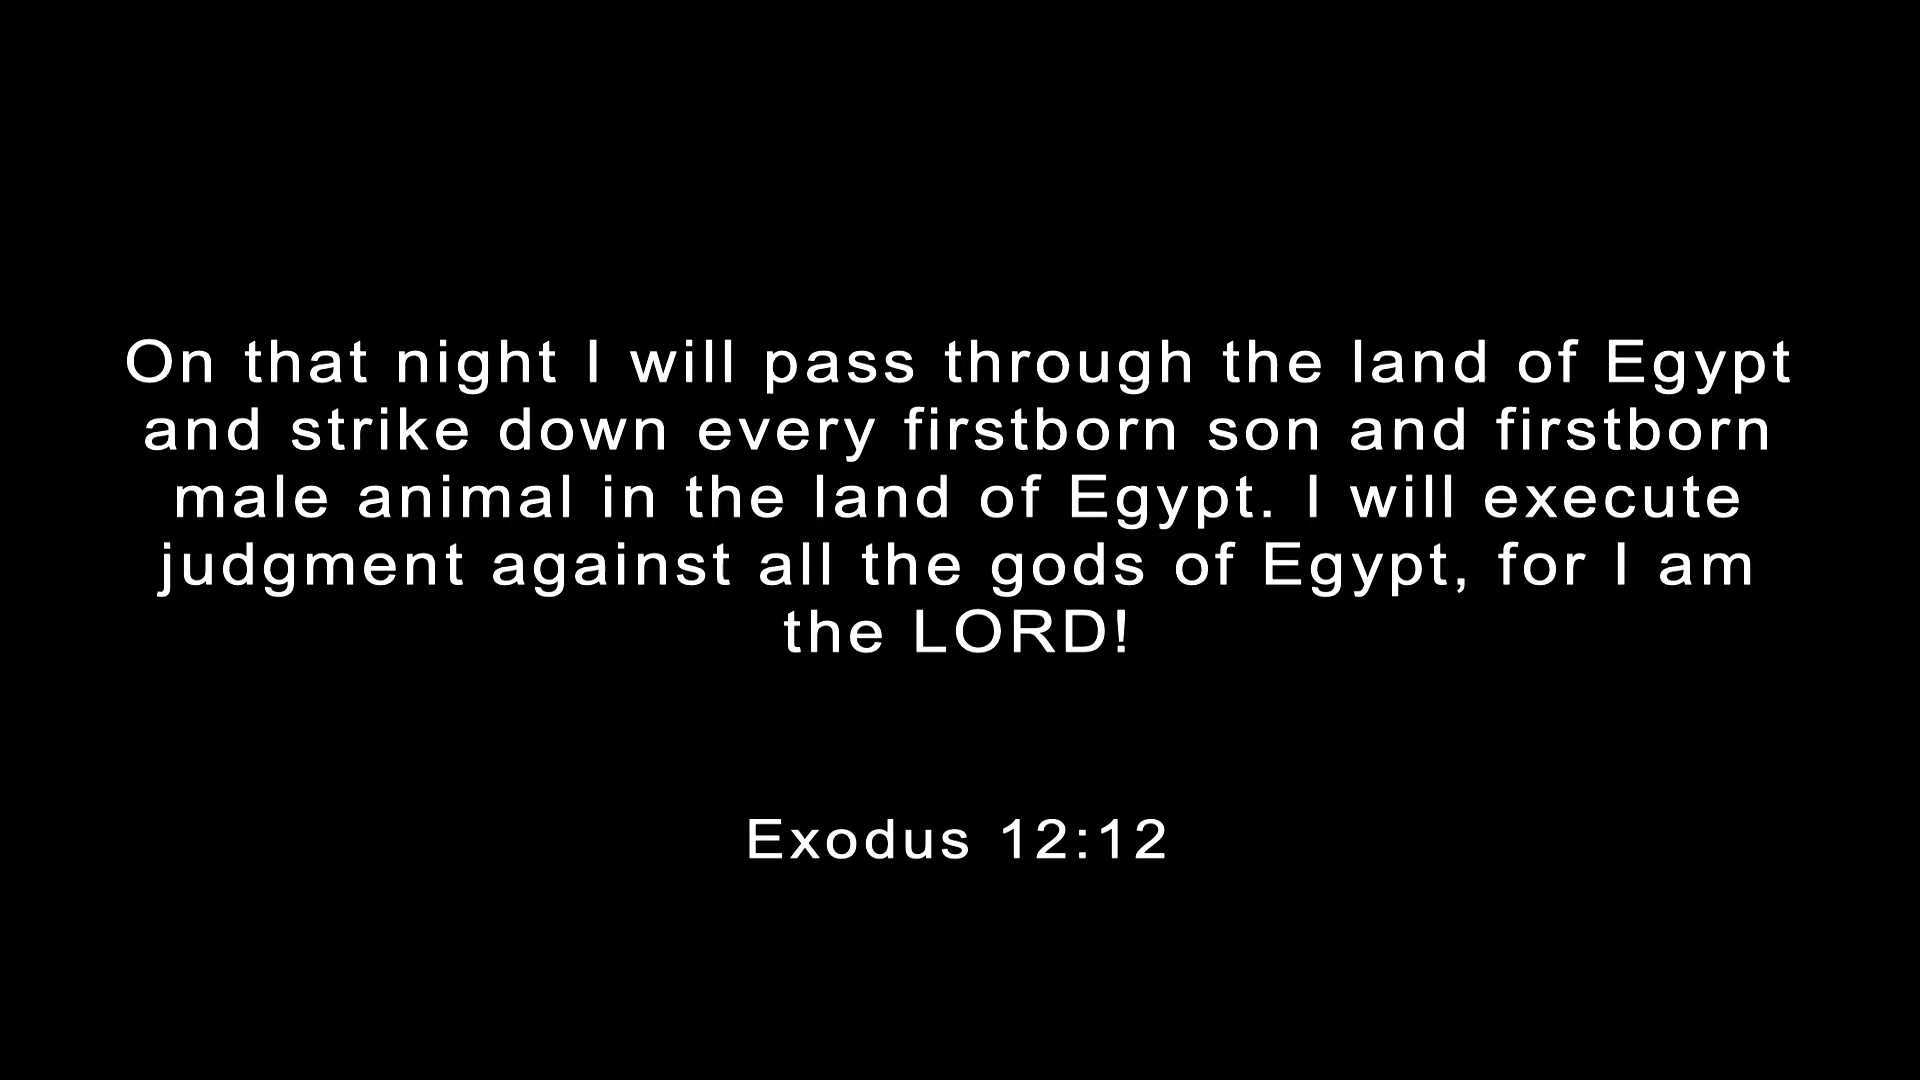 On that night I will pass through the land of Egypt
and strike down every firstborn son and firstborn
male animal in the land of Egypt. I will execute
judgment against all the gods of Egypt, for I am
the LORD!
Exodus 12:12